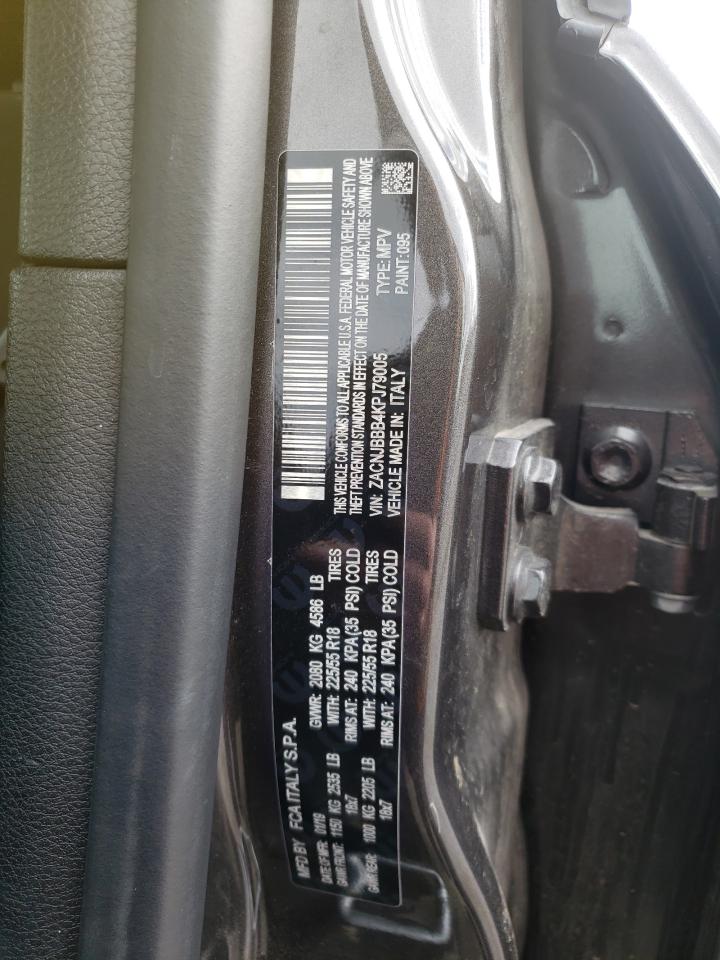 MFD BY FCA ITALY S.P.A.
DATE OF MFR: 01/19 GVWR: 2080 KG 4586 LB
GAWR FRONT: 1150 KG 2535 LB WITH: 225/55 R18 TIRES
18x7 RIMS AT: 240 KPA(35 PSI) COLD
GAWR REAR: 1000 KG 2205 LB WITH: 225/55 R18 TIRES
18x7 RIMS AT: 240 KPA(35 PSI) COLD
THIS VEHICLE CONFORMS TO ALL APPLICABLE U.S.A. FEDERAL MOTOR VEHICLE SAFETY AND
THEFT PREVENTION STANDARDS IN EFFECT ON THE DATE OF MANUFACTURE SHOWN ABOVE
VIN: ZACNJBBB4KPJ79005 TYPE: MPV
VEHICLE MADE IN: ITALY PAINT: 095